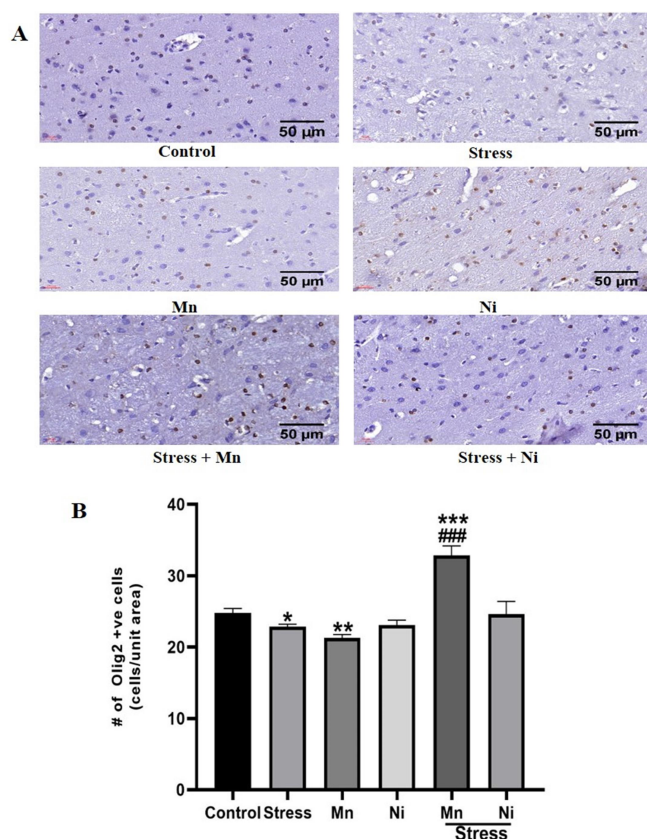 A
50 µm
50 µm
Control
Stress
50 µm
50 µm
Mn
Ni
50 µm
50 µm
Stress + Mn
Stress + Ni
B
# of Olig2 +ve cells
(cells/unit area)
40
30
20
10
0
*
**
***
###
Control Stress Mn Ni Mn Ni
Stress